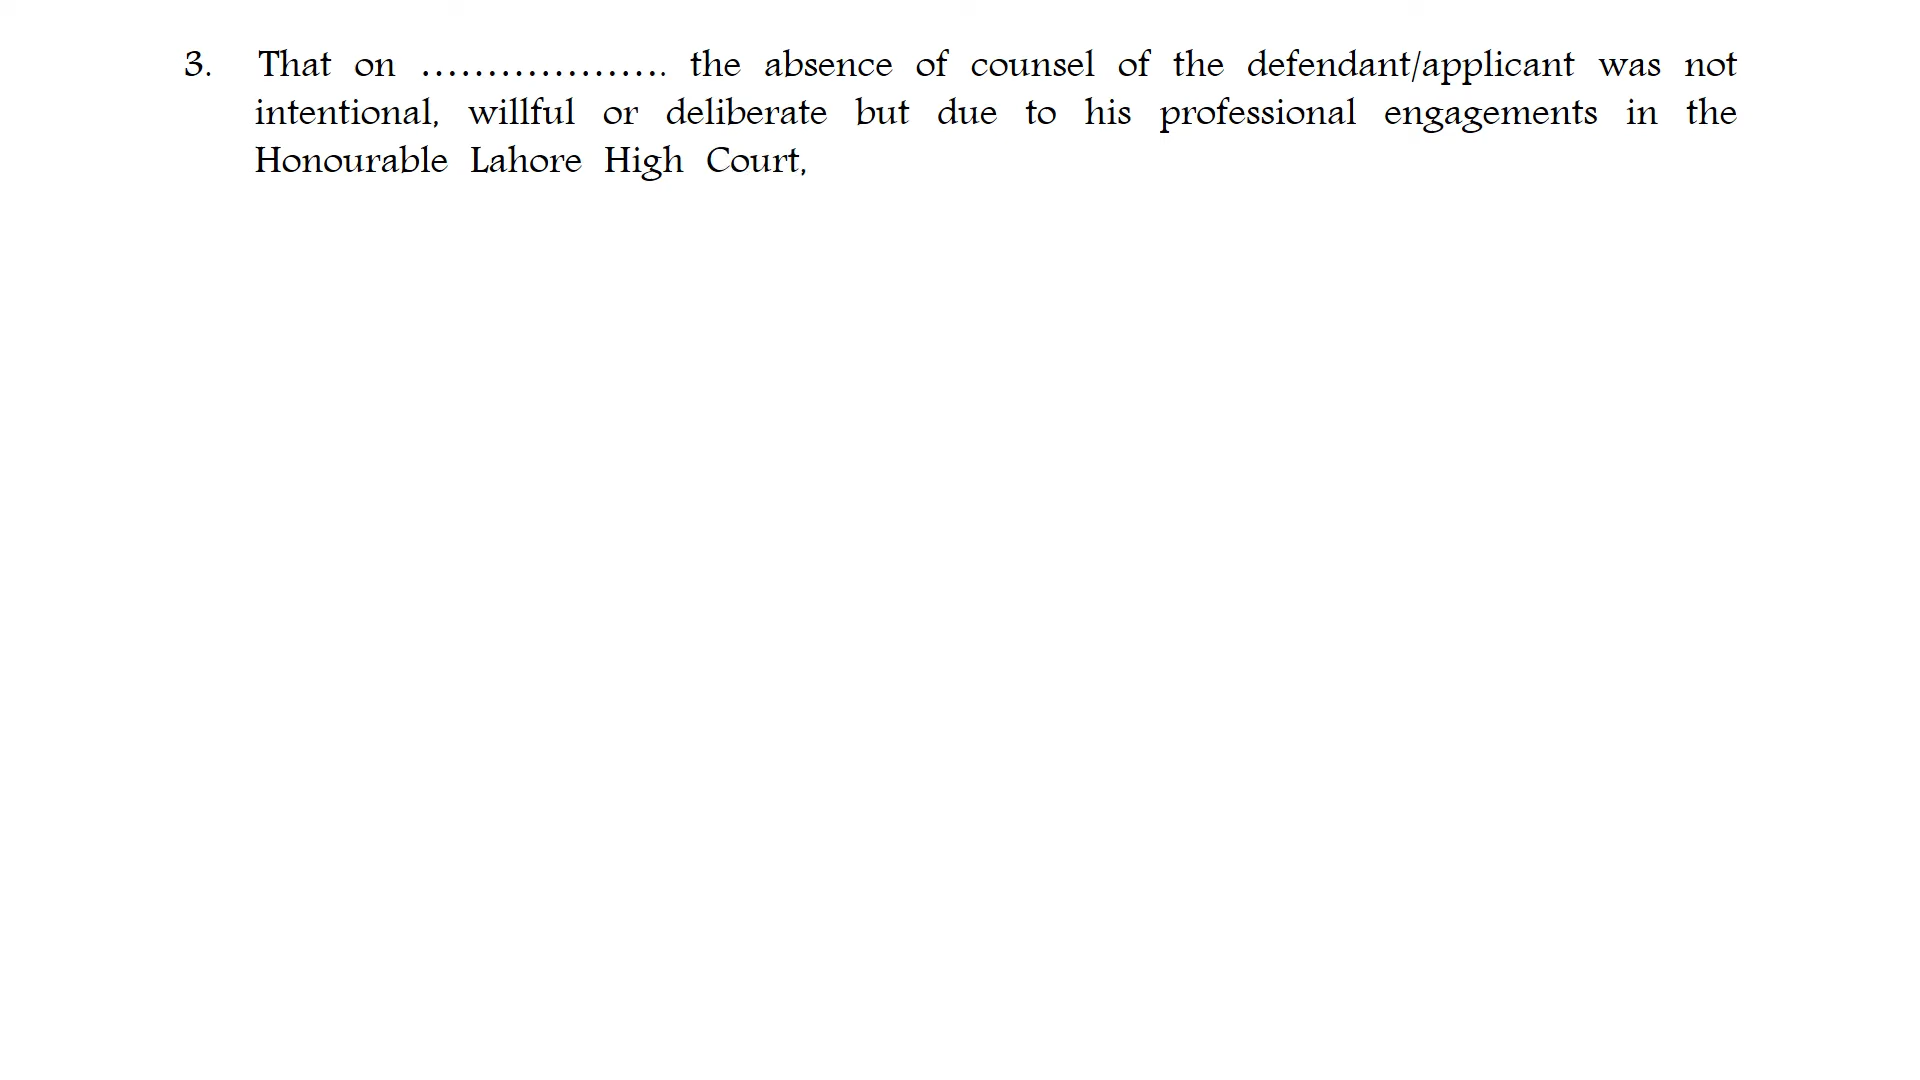 3. That on ………………. the absence of counsel of the defendant/applicant was not
intentional, willful or deliberate but due to his professional engagements in the
Honourable Lahore High Court,